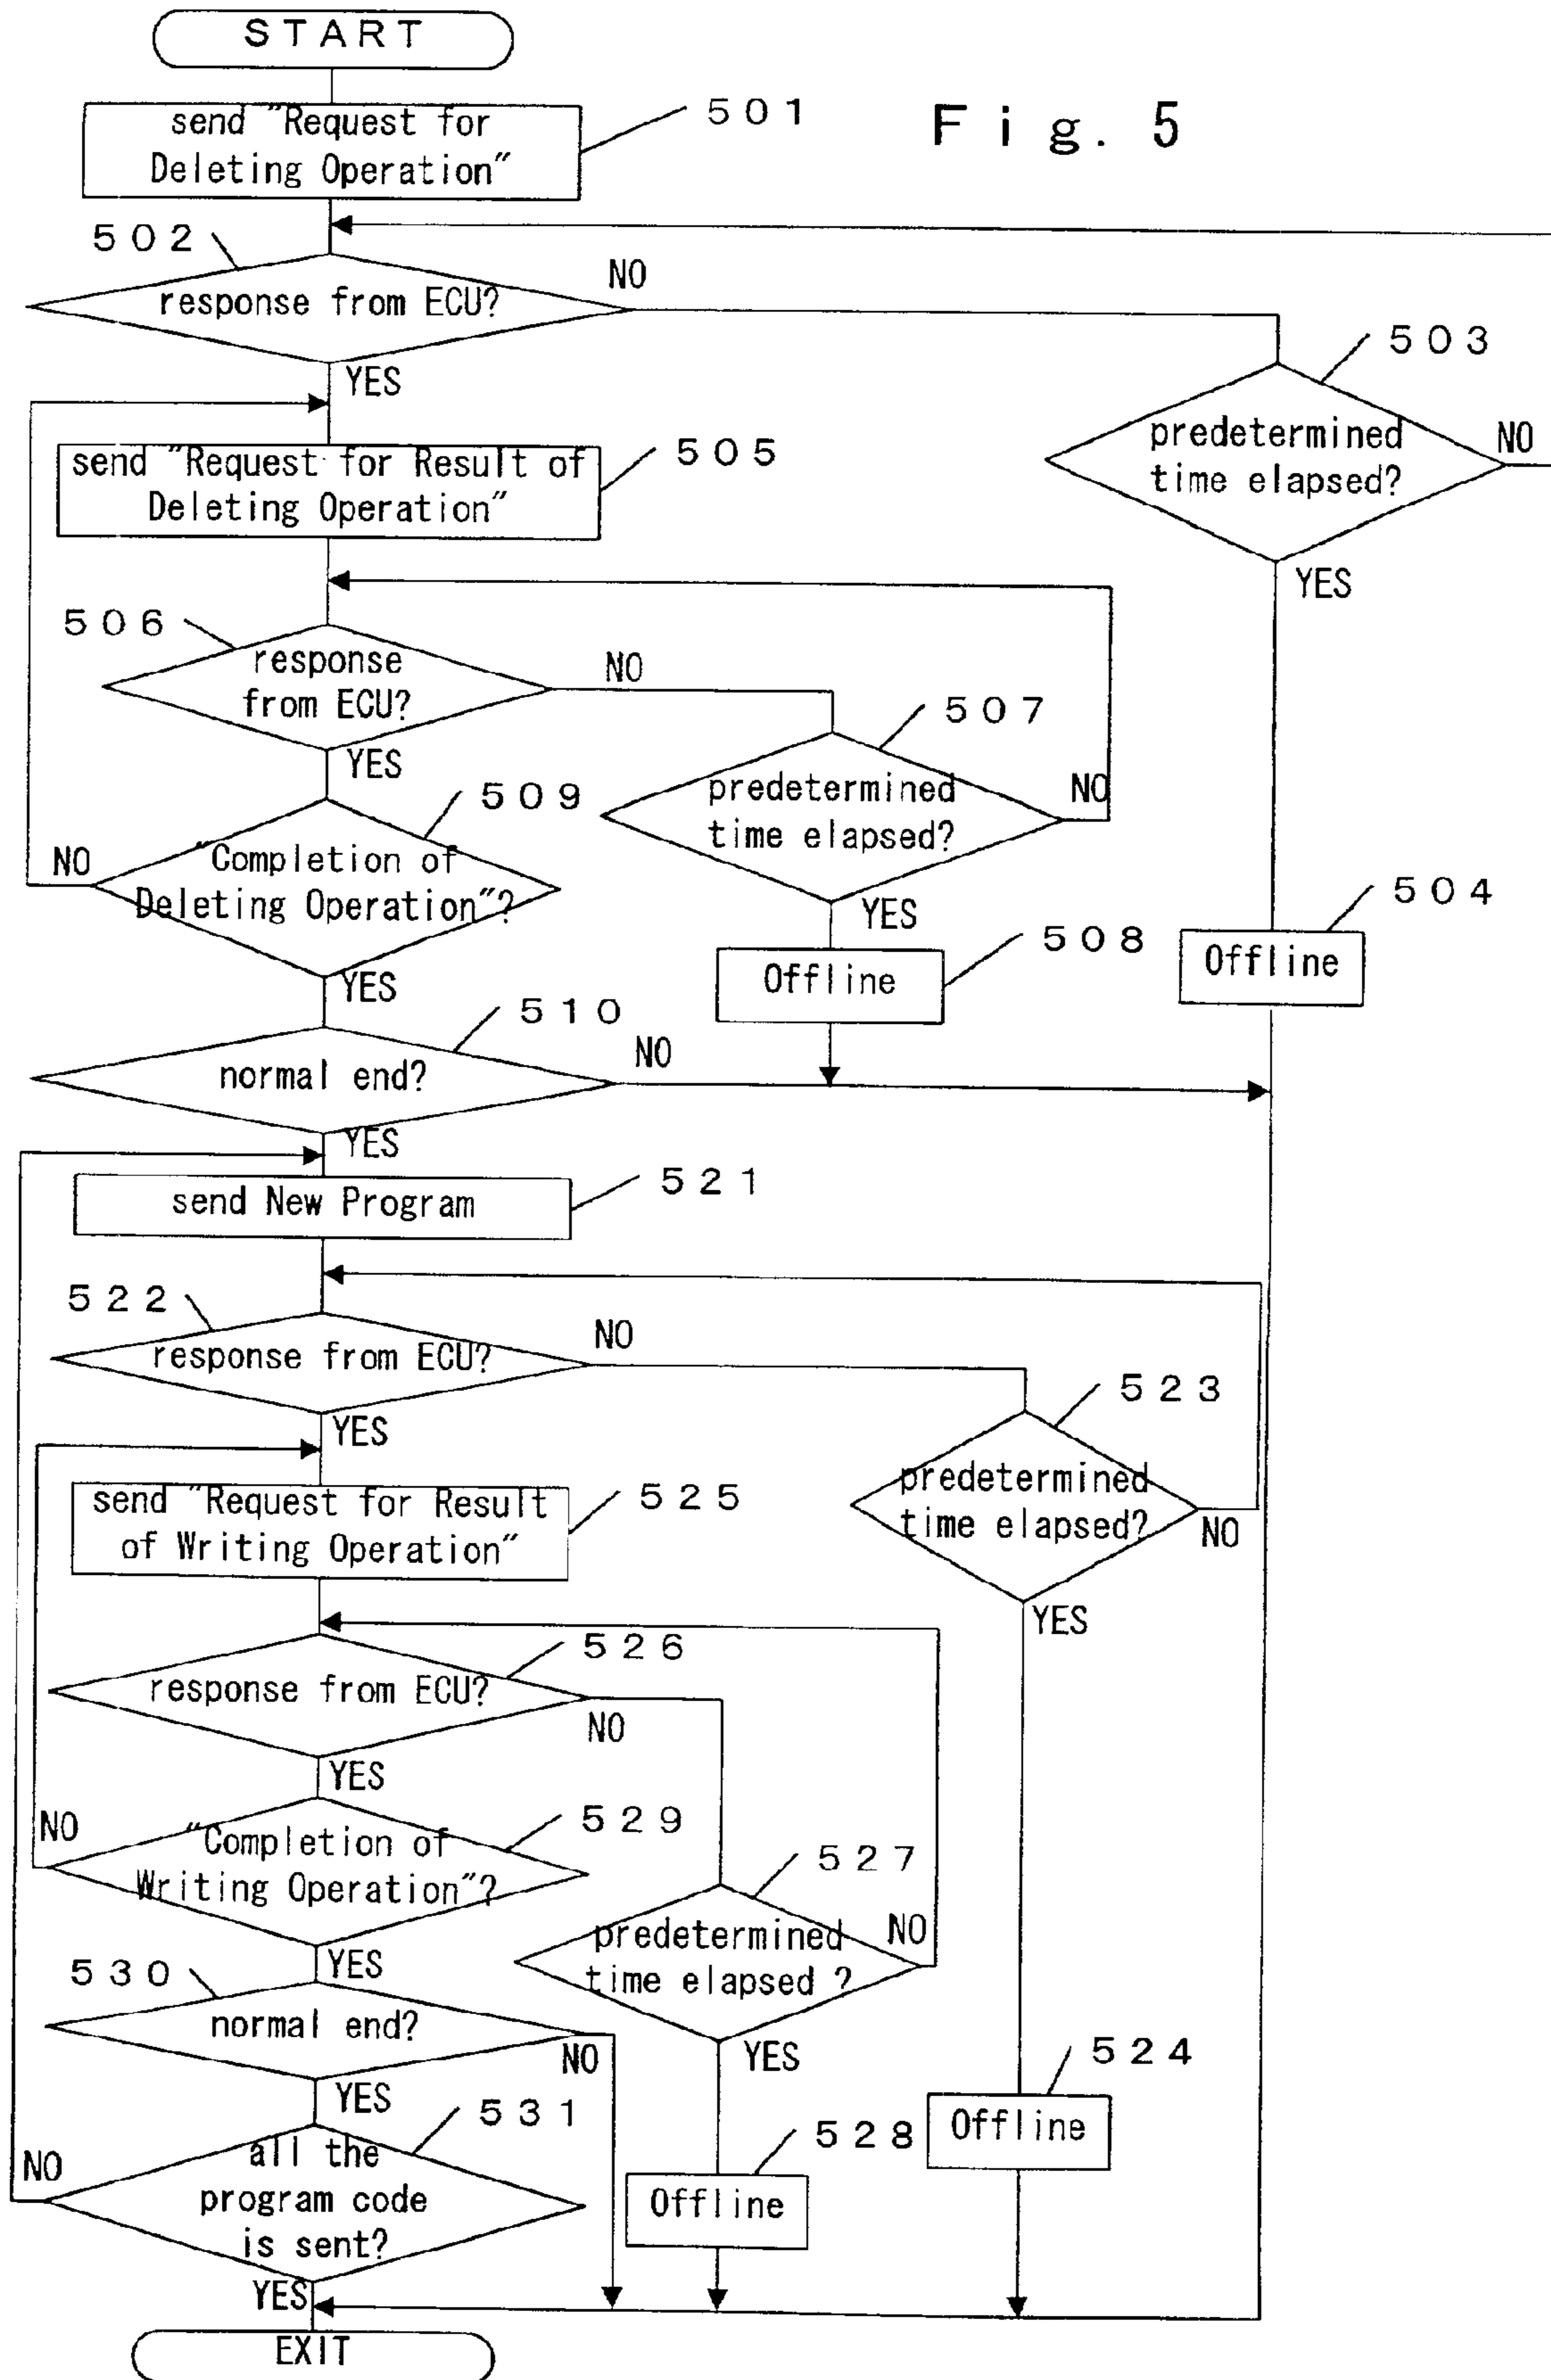 START
send "Request for
Deleting Operation"
501
Fig. 5
502
response from ECU?
NO
YES
503
predetermined
time elapsed?
NO
YES
send "Request for Result of
Deleting Operation"
505
506
response
from ECU?
NO
YES
507
predetermined
time elapsed?
NO
YES
509
"Completion of
Deleting Operation"?
NO
YES
508
Offline
504
Offline
510
normal end?
NO
YES
send New Program
521
522
response from ECU?
NO
YES
523
predetermined
time elapsed?
NO
YES
send "Request for Result
of Writing Operation"
525
526
response from ECU?
NO
YES
529
"Completion of
Writing Operation"?
NO
YES
527
predetermined
time elapsed ?
NO
YES
530
normal end?
NO
YES
524
Offline
531
all the
program code
is sent?
NO
YES
528
Offline
EXIT